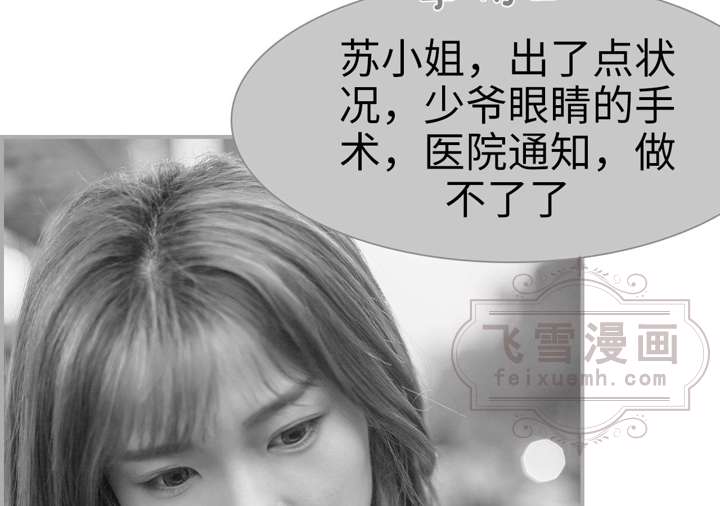 苏小姐，出了点状
况，少爷眼睛的手
术，医院通知，做
不了了
飞雪漫画
feixuemh.com